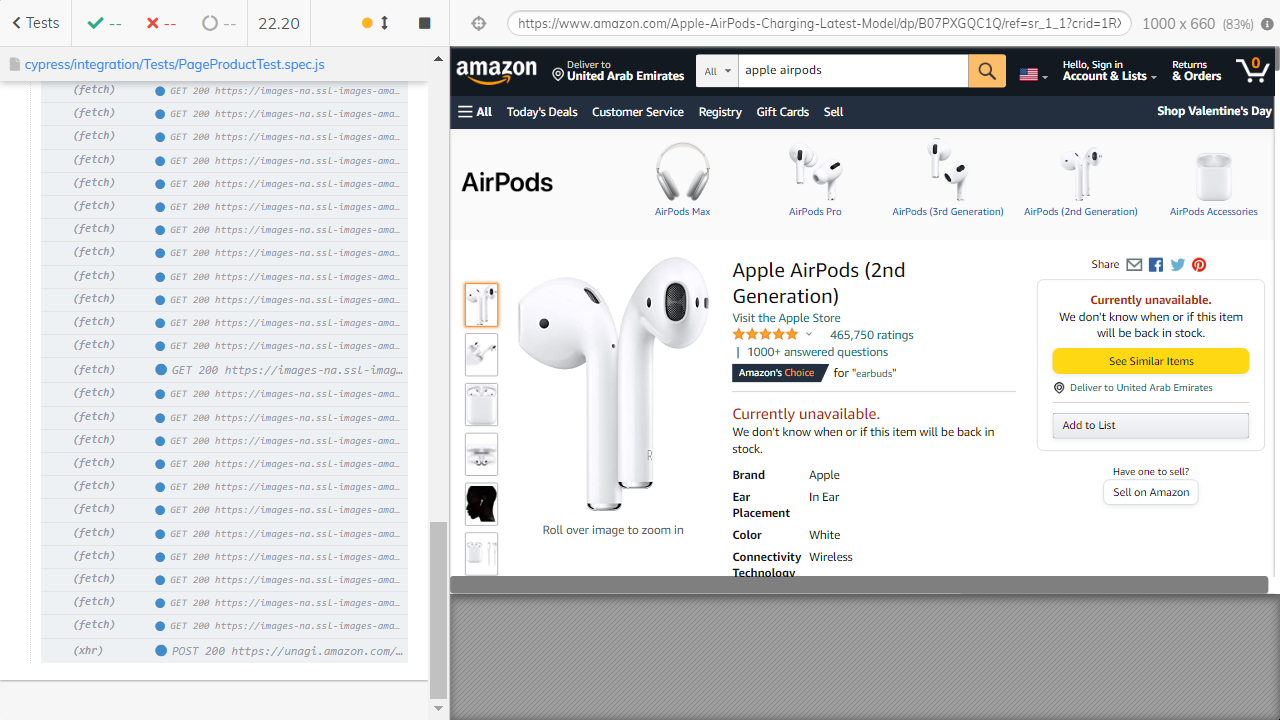 Tests
--
--
--
22.20
https://www.amazon.com/Apple-AirPods-Charging-Latest-Model/dp/B07PXGQC1Q/ref=sr_1_1?crid=1RX
1000 x 660 (83%)
cypress/integration/Tests/PageProductTest.spec.js
(fetch) GET 200 https://images-na.ssl-images-ama…
(fetch) GET 200 https://images-na.ssl-images-ama…
(fetch) GET 200 https://images-na.ssl-images-ama…
(fetch) GET 200 https://images-na.ssl-images-ama…
(fetch) GET 200 https://images-na.ssl-images-ama…
(fetch) GET 200 https://images-na.ssl-images-ama…
(fetch) GET 200 https://images-na.ssl-images-ama…
(fetch) GET 200 https://images-na.ssl-images-ama…
(fetch) GET 200 https://images-na.ssl-images-ama…
(fetch) GET 200 https://images-na.ssl-images-ama…
(fetch) GET 200 https://images-na.ssl-images-ama…
(fetch) GET 200 https://images-na.ssl-images-ama…
(fetch) GET 200 https://images-na.ssl-imag…
(fetch) GET 200 https://images-na.ssl-images-ama…
(fetch) GET 200 https://images-na.ssl-images-ama…
(fetch) GET 200 https://images-na.ssl-images-ama…
(fetch) GET 200 https://images-na.ssl-images-ama…
(fetch) GET 200 https://images-na.ssl-images-ama…
(fetch) GET 200 https://images-na.ssl-images-ama…
(fetch) GET 200 https://images-na.ssl-images-ama…
(fetch) GET 200 https://images-na.ssl-images-ama…
(fetch) GET 200 https://images-na.ssl-images-ama…
(fetch) GET 200 https://images-na.ssl-images-ama…
(fetch) GET 200 https://images-na.ssl-images-ama…
(xhr) POST 200 https://unagi.amazon.com/…
amazon
Deliver to
United Arab Emirates
All
apple airpods
Hello, Sign in
Account & Lists
Returns
& Orders
0
All
Today's Deals
Customer Service
Registry
Gift Cards
Sell
Shop Valentine's Day
AirPods
AirPods Max
AirPods Pro
AirPods (3rd Generation)
AirPods (2nd Generation)
AirPods Accessories
R
Roll over image to zoom in
Apple AirPods (2nd
Generation)
Visit the Apple Store
465,750 ratings
| 1000+ answered questions
Amazon's Choice for "earbuds"
Currently unavailable.
We don't know when or if this item will be back in
stock.
Brand Apple
Ear In Ear
Placement
Color White
Connectivity Wireless
Technology
Share
Currently unavailable.
We don't know when or if this item
will be back in stock.
See Similar Items
Deliver to United Arab Emirates
Add to List
Have one to sell?
Sell on Amazon